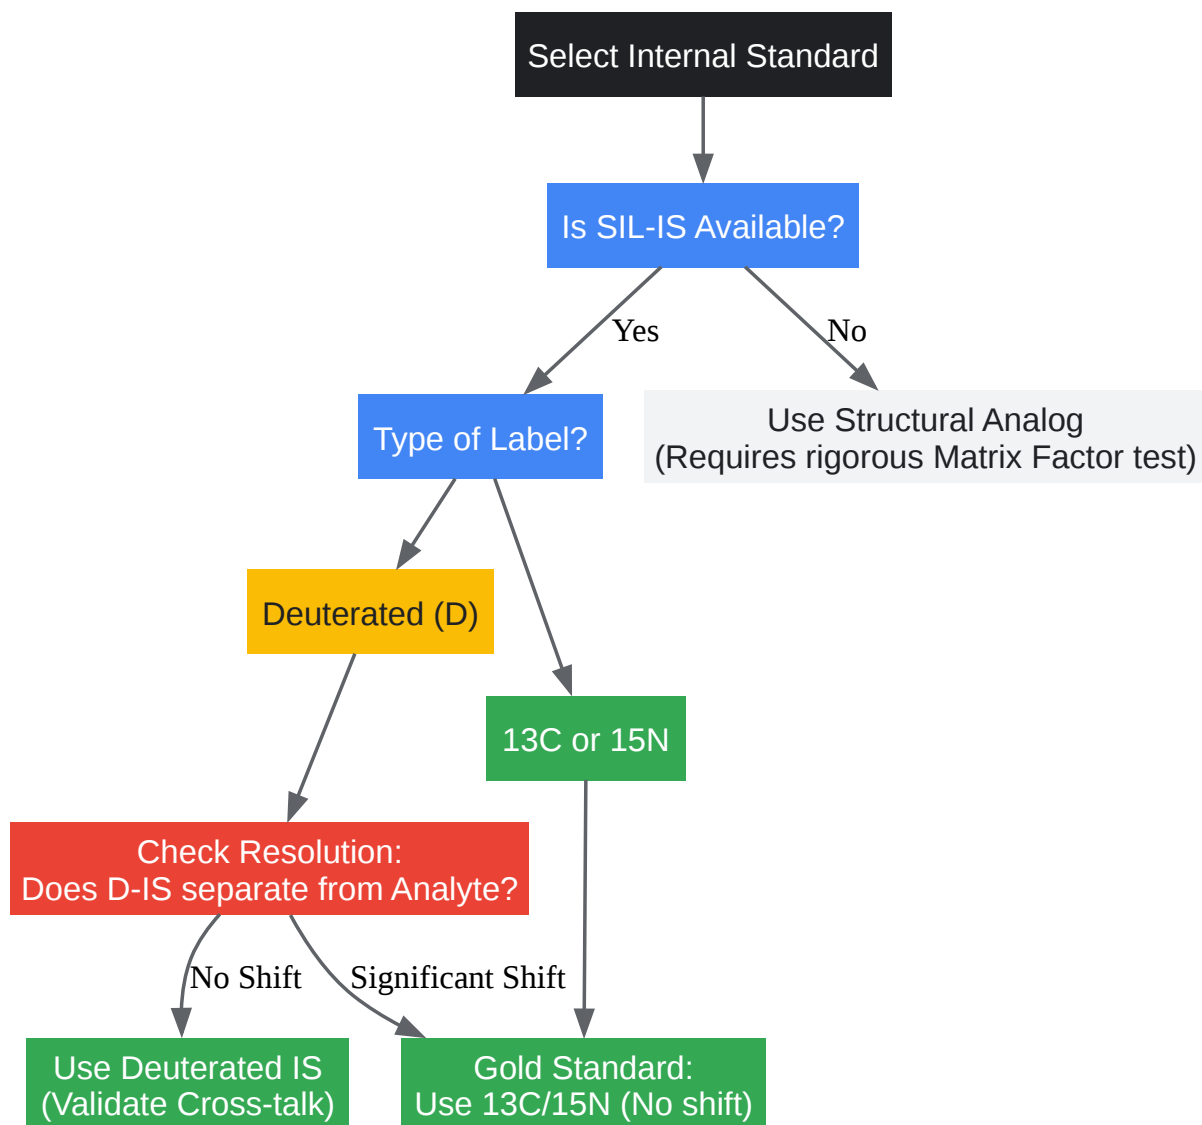 Select Internal Standard
Is SIL-IS Available?
Yes
No
Type of Label?
Use Structural Analog
(Requires rigorous Matrix Factor test)
Deuterated (D)
13C or 15N
Check Resolution:
Does D-IS separate from Analyte?
No Shift
Significant Shift
Use Deuterated IS
(Validate Cross-talk)
Gold Standard:
Use 13C/15N (No shift)